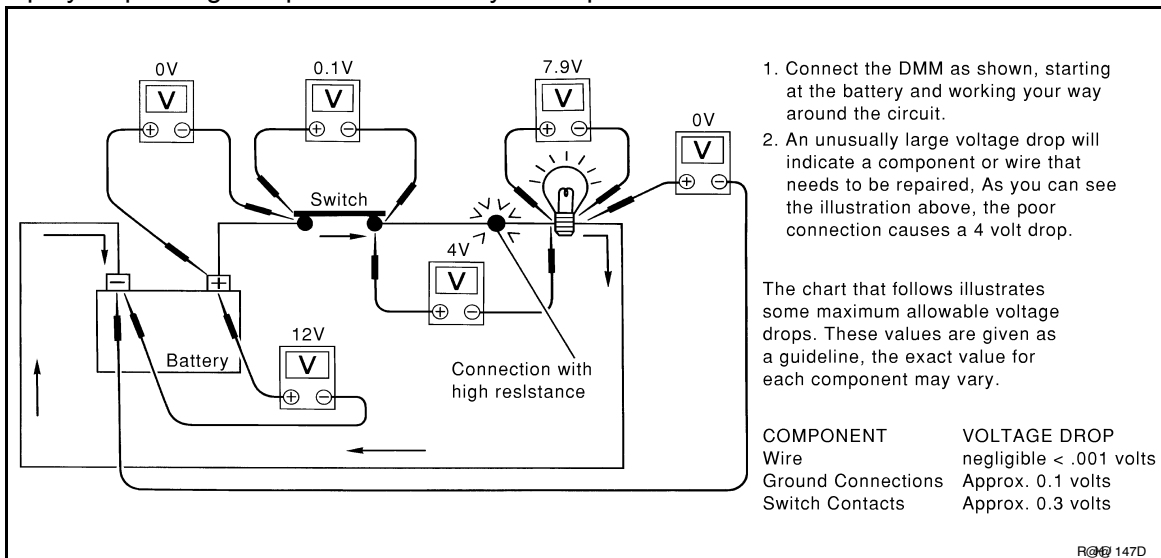 0V
0.1V
7.9V
0V
V
V
V
V
Switch
4V
V
12V
V
Battery
Connection with
high resIstance
1. Connect the DMM as shown, starting
at the battery and working your way
around the circuit.
2. An unusually large voltage drop will
indicate a component or wire that
needs to be repaired, As you can see
the illustration above, the poor
connection causes a 4 volt drop.
The chart that follows illustrates
some maximum allowable voltage
drops. These values are given as
a guideline, the exact value for
each component may vary.
COMPONENT VOLTAGE DROP
Wire negligible < .001 volts
Ground Connections Approx. 0.1 volts
Switch Contacts Approx. 0.3 volts
147D